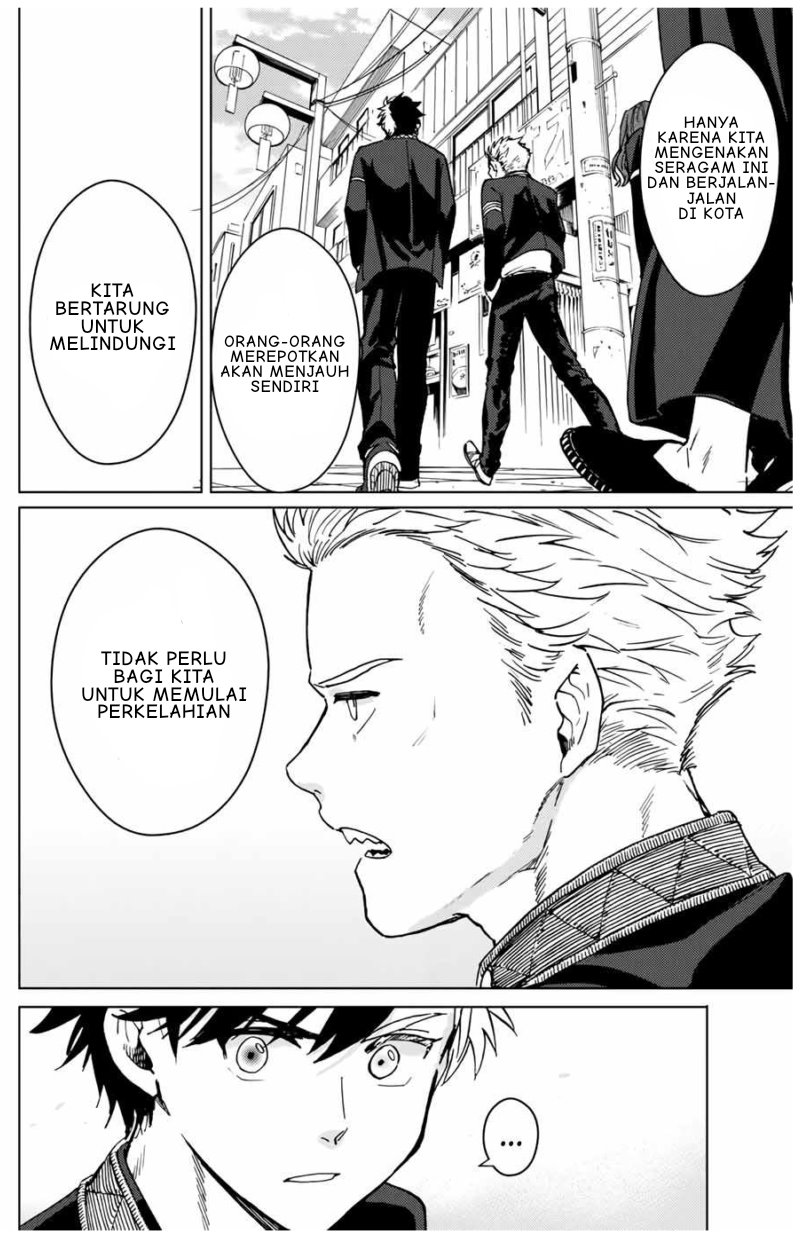 HANYA
KARENA KITA
MENGENAKAN
SERAGAM INI
DAN BERJALAN-
JALAN
DI KOTA
ORANG-ORANG
MEREPOTKAN
AKAN MENJAUH
SENDIRI
KITA
BERTARUNG
UNTUK
MELINDUNGI
TIDAK PERLU
BAGI KITA
UNTUK MEMULAI
PERKELAHIAN
...